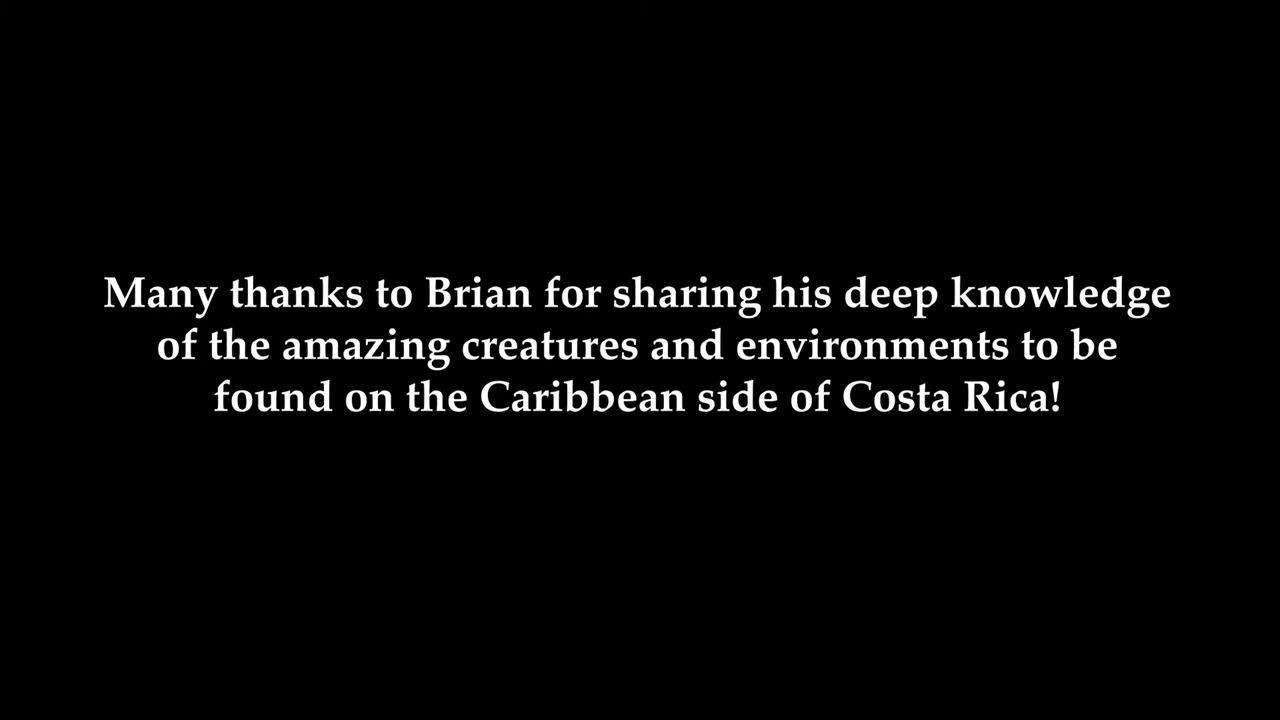 Many thanks to Brian for sharing his deep knowledge
of the amazing creatures and environments to be
found on the Caribbean side of Costa Rica!